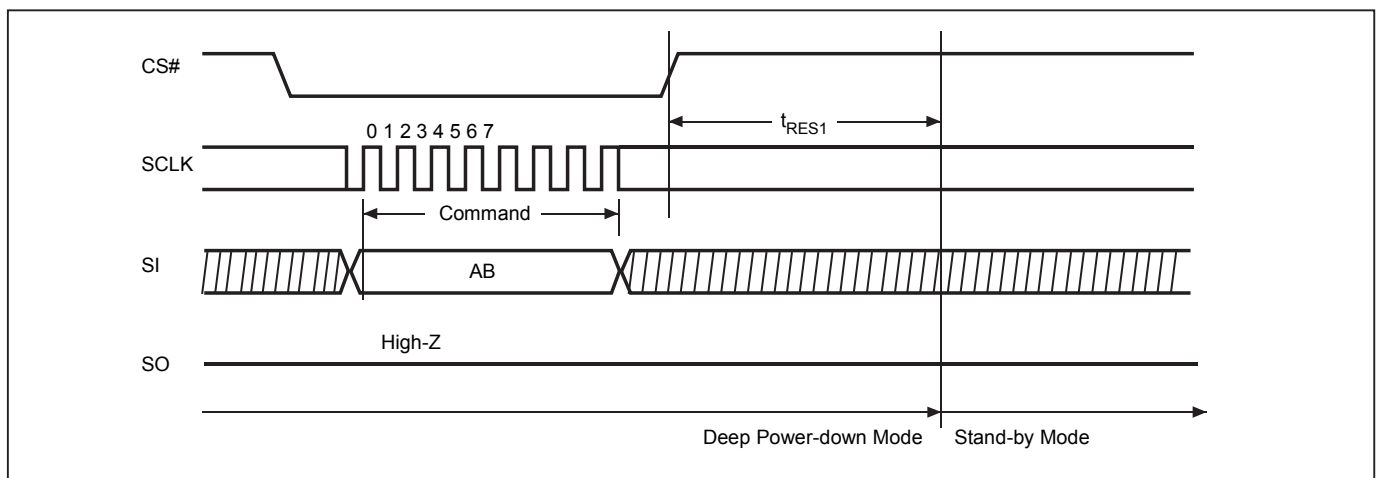 CS#
tRES1
0 1 2 3 4 5 6 7
SCLK
Command
SI
AB
High-Z
SO
Deep Power-down Mode Stand-by Mode